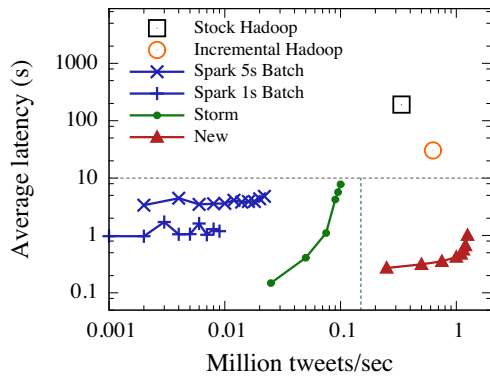 Stock Hadoop
Incremental Hadoop
Spark 5s Batch
Spark 1s Batch
Storm
New
Average latency (s)
1000
100
10
1
0.1
0.001
0.01
0.1
1
Million tweets/sec